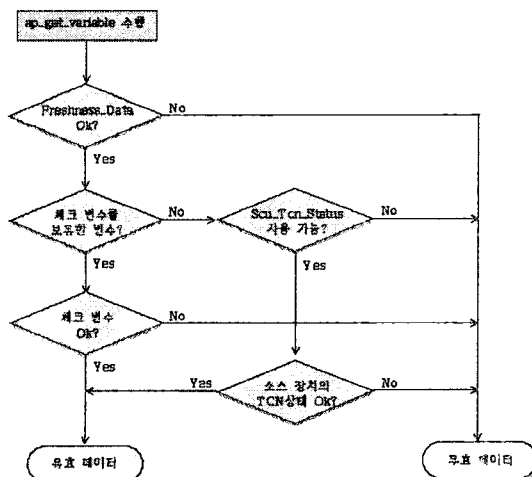 ap_get_variable 수행
Freshness_Data
Ok?
No
Yes
체크 변수를
보유한 변수?
No
Scu_Tcn_Status
사용 가능?
No
Yes
Yes
체크 변수
Ok?
No
Yes
Yes
소스 장치의
TCN상태 Ok?
No
유효 데이터
무효 데이터